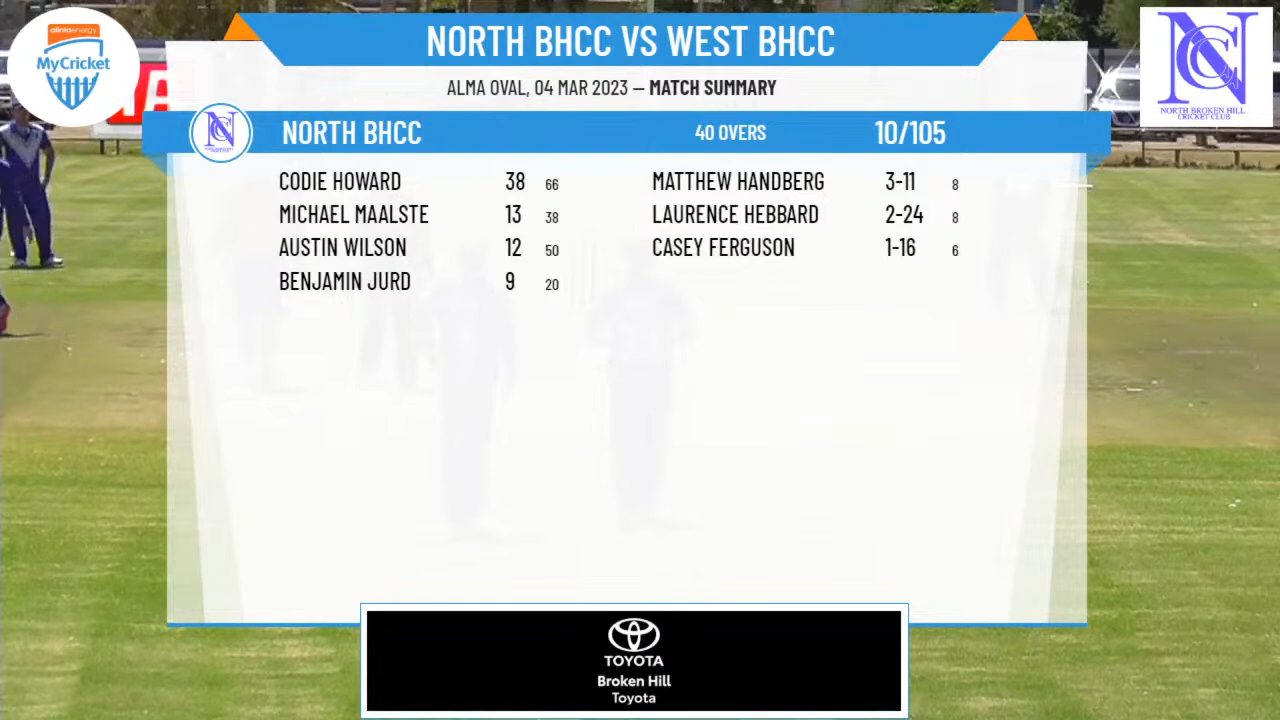 NORTH BHCC VS WEST BHCC
ALMA OVAL, 04 MAR 2023 – MATCH SUMMARY
alintaenergy
MyCricket
NORTH BROKEN HILL
CRICKET CLUB
NORTH BHCC 40 OVERS 10/105
CODIE HOWARD 38 66 MATTHEW HANDBERG 3-11 8
MICHAEL MAALSTE 13 38 LAURENCE HEBBARD 2-24 8
AUSTIN WILSON 12 50 CASEY FERGUSON 1-16 6
BENJAMIN JURD 9 20
TOYOTA
Broken Hill
Toyota